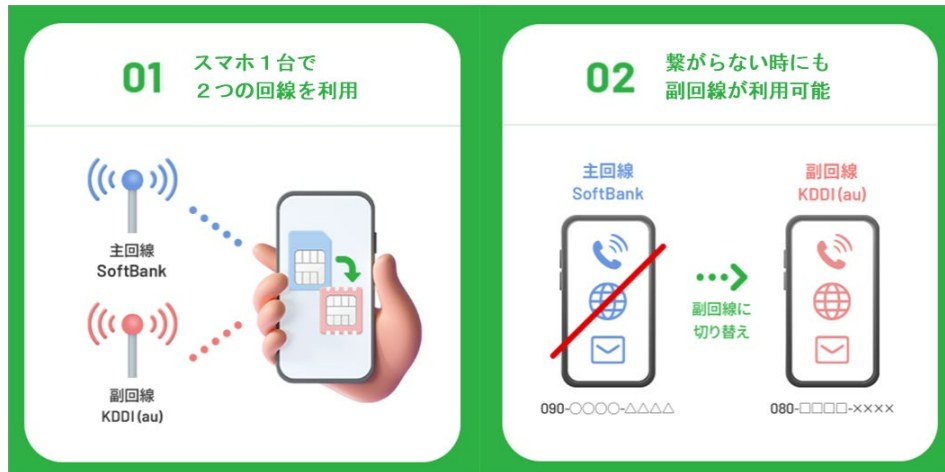 01
スマホ１台で
２つの回線を利用
主回線
SoftBank
副回線
KDDI(au)
02
繋がらない時にも
副回線が利用可能
主回線
SoftBank
副回線
KDDI(au)
副回線に
切り替え
090-○○○○-△△△△
080-□□□□-××××